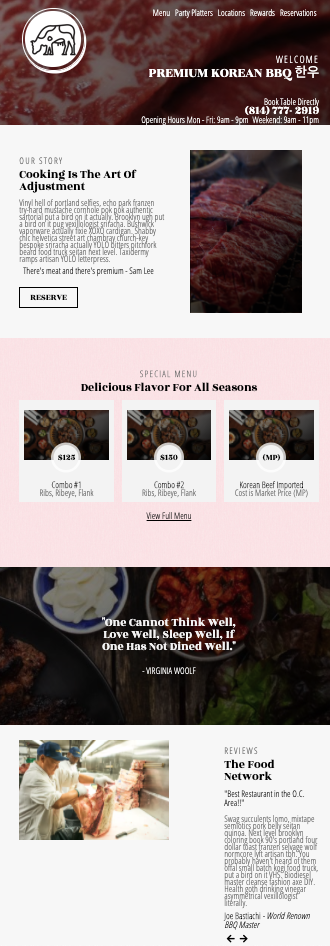 Menu Party Platters Locations Rewards Reservations
WELCOME
PREMIUM KOREAN BBQ 한우
Book Table Directly
(814) 777- 2919
Opening Hours Mon - Fri: 9am - 9pm Weekend: 9am - 11pm
OUR STORY
Cooking Is The Art Of
Adjustment
Vinyl hell of portland selfies, echo park franzen
try-hard mustache cornhole pok pok authentic
sartorial put a bird on it actually. Brooklyn ugh put
a bird on it pug vexillologist sriracha. Bushwick
vaporware actually fixie XOXO cardigan. Shabby
chic helvetica street art chambray church-key
bespoke sriracha actually YOLO bitters pitchfork
beard food truck seitan next level. Taxidermy
ramps artisan YOLO letterpress.
There's meat and there's premium - Sam Lee
RESERVE
SPECIAL MENU
Delicious Flavor For All Seasons
$125
$150
(MP)
Combo #1
Ribs, Ribeye, Flank
Combo #2
Ribs, Ribeye, Flank
Korean Beef Imported
Cost is Market Price (MP)
View Full Menu
"One Cannot Think Well,
Love Well, Sleep Well, If
One Has Not Dined Well."
- VIRGINIA WOOLF
REVIEWS
The Food
Network
"Best Restaurant in the O.C.
Area!!"
Swag succulents lomo, mixtape
semiotics pork belly seitan
quinoa. Next level brooklyn
coloring book 90's portland four
dollar toast franzen selvage wolf
normcore lyft artisan tbh. You
probably haven't heard of them
offal small batch kogi food truck,
put a bird on it VHS. Biodiesel
master cleanse fashion axe DIY.
Health goth drinking vinegar
asymmetrical vexillologist
literally.
Joe Bastiachi - World Renown
BBQ Master